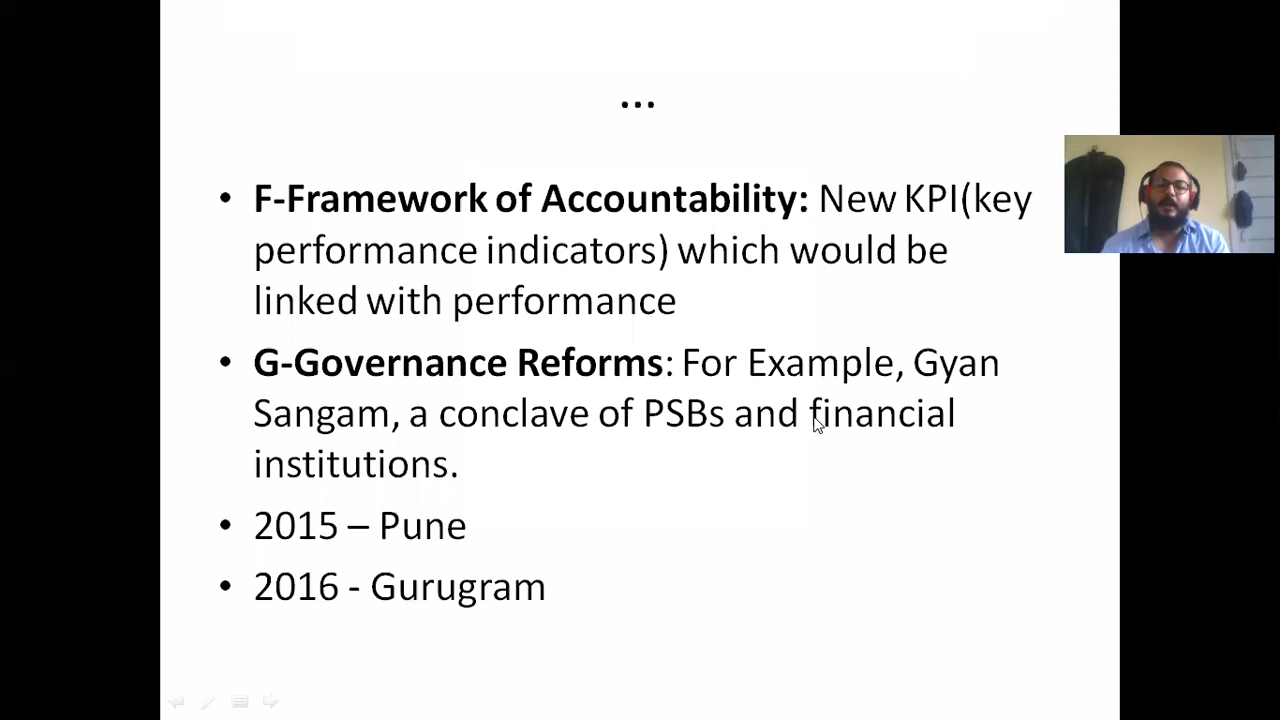 ...
• F-Framework of Accountability: New KPI(key
performance indicators) which would be
linked with performance
• G-Governance Reforms: For Example, Gyan
Sangam, a conclave of PSBs and financial
institutions.
• 2015 – Pune
• 2016 - Gurugram